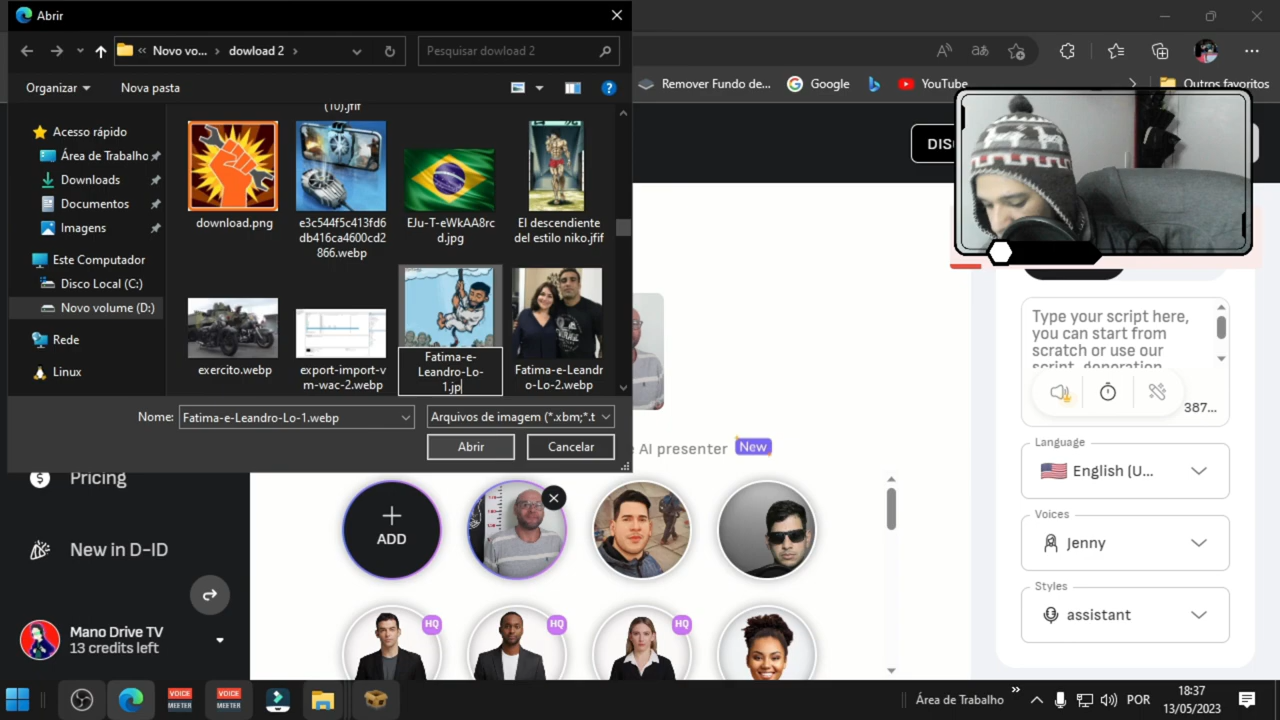 Abrir
Novo vo...
dowload 2
Pesquisar dowload 2
Organizar
Nova pasta
Remover Fundo de...
Google
YouTube
Outros favoritos
(10).jfif
Acesso rápido
Área de Trabalho
Downloads
Documentos
Imagens
Este Computador
Disco Local (C:)
Novo volume (D:)
Rede
Linux
download.png
e3c544f5c413fd6
db416ca4600cd2
866.webp
EJu-T-eWkAA8rc
d.jpg
El descendiente
del estilo niko.jfif
exercito.webp
export-import-v
m-wac-2.webp
Fatima-e-
Leandro-Lo-
1.jp
Fatima-e-Leandr
o-Lo-2.webp
Nome:
Fatima-e-Leandro-Lo-1.webp
Arquivos de imagem (*.xbm;*.t
Abrir
Cancelar
DIS
Type your script here,
you can start from
scratch or use our
script, generation
387...
Language
English (U...
Voices
Jenny
Styles
assistant
e AI presenter
New
ADD
HQ
HQ
HQ
Pricing
New in D-ID
Mano Drive TV
13 credits left
VOICE
MEETER
VOICE
MEETER
Área de Trabalho
POR
18:37
13/05/2023